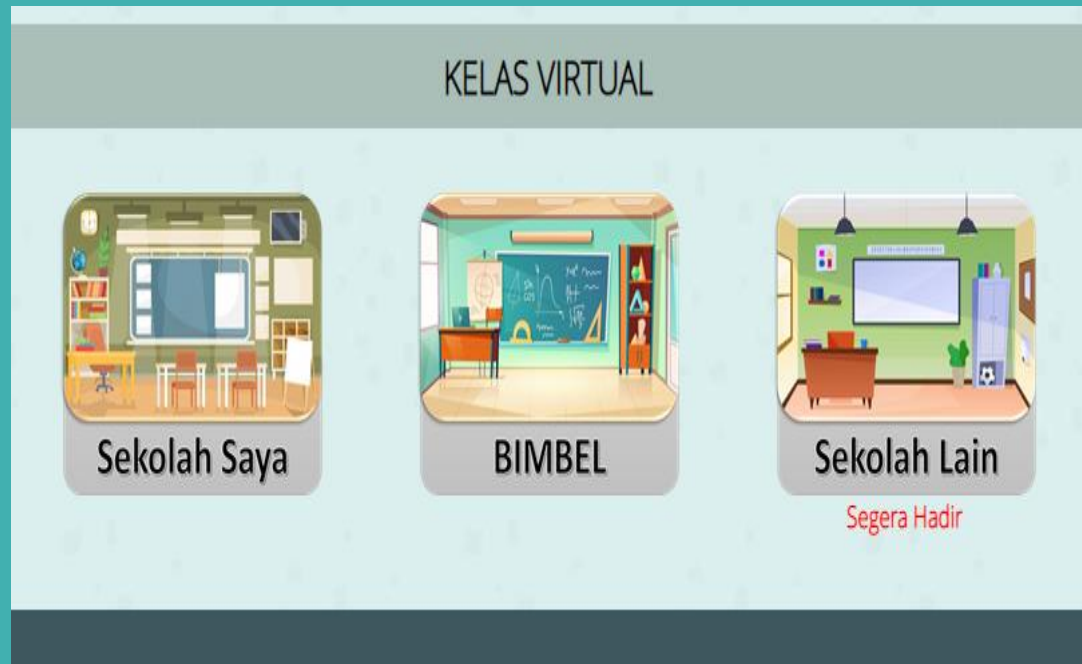 KELAS VIRTUAL
Sekolah Saya
BIMBEL
Sekolah Lain
Segera Hadir